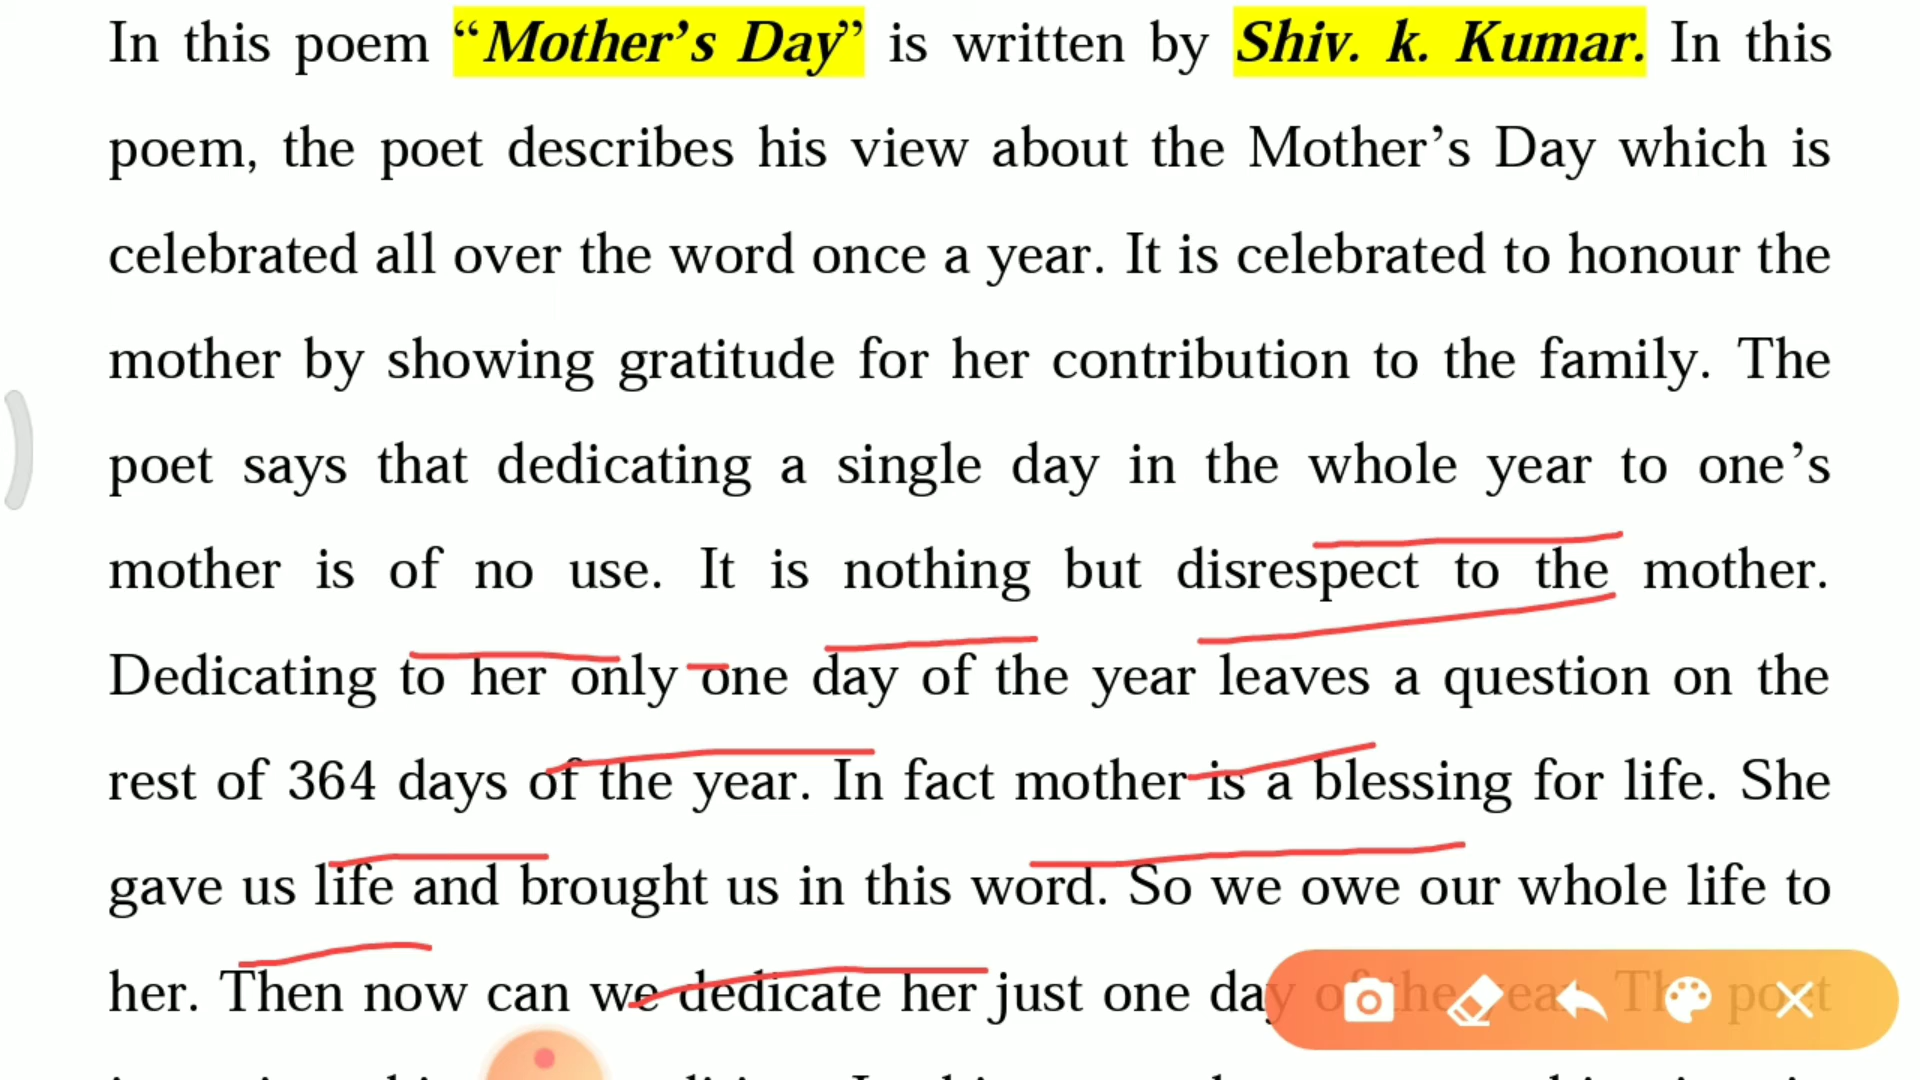 In this poem “Mother’s Day” is written by Shiv. k. Kumar. In this
poem, the poet describes his view about the Mother’s Day which is
celebrated all over the word once a year. It is celebrated to honour the
mother by showing gratitude for her contribution to the family. The
poet says that dedicating a single day in the whole year to one’s
mother is of no use. It is nothing but disrespect to the mother.
Dedicating to her only one day of the year leaves a question on the
rest of 364 days of the year. In fact mother is a blessing for life. She
gave us life and brought us in this word. So we owe our whole life to
her. Then now can we dedicate her just one day of the year. The poet